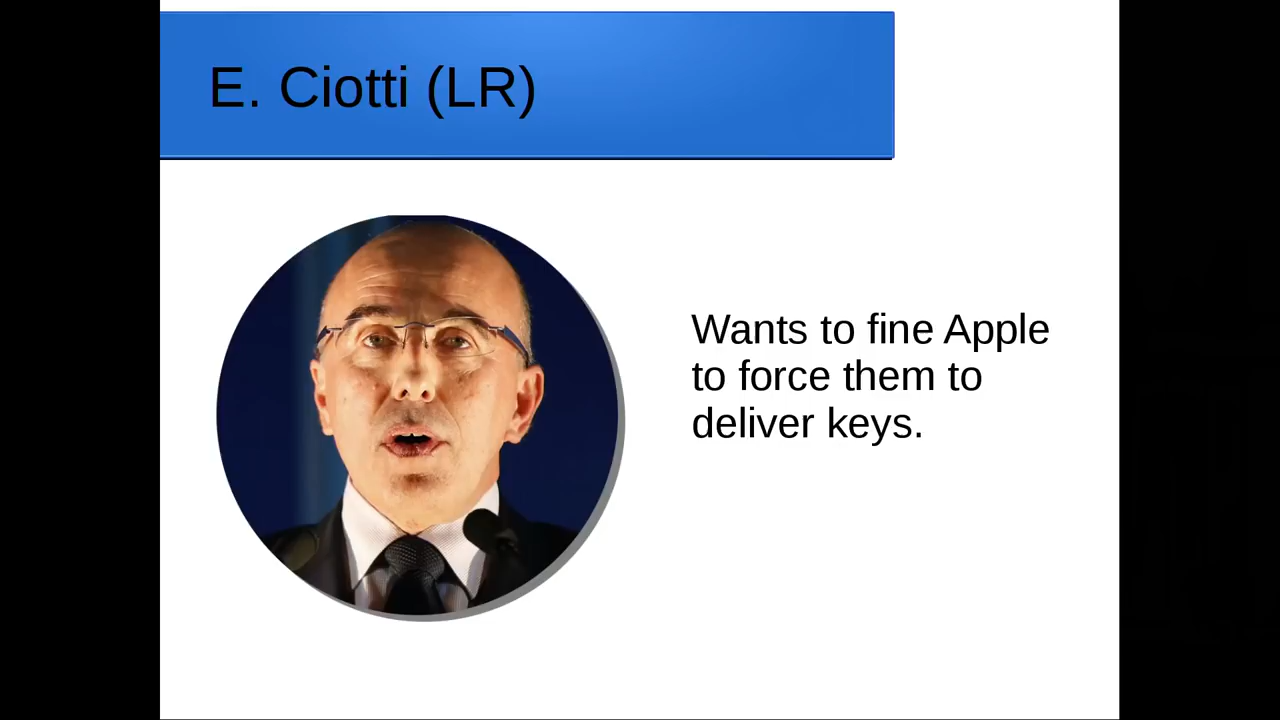 E. Ciotti (LR)
Wants to fine Apple
to force them to
deliver keys.